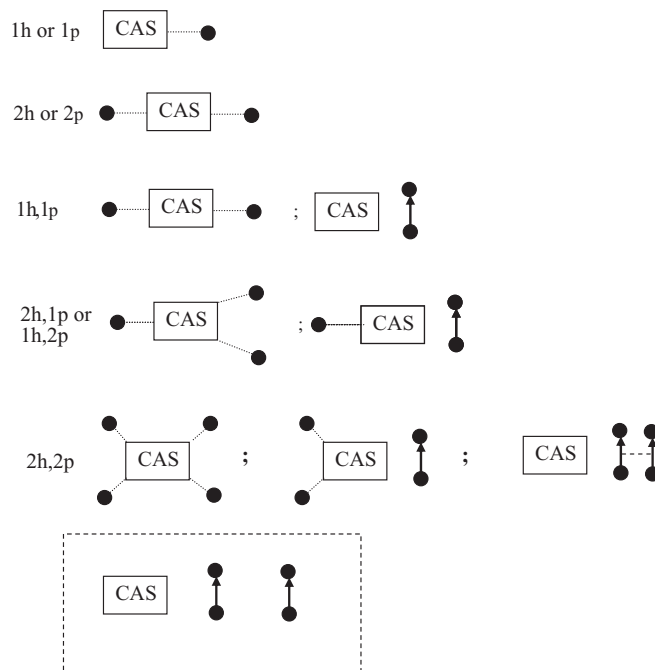 1h or 1p CAS
2h or 2p CAS
1h,1p CAS ; CAS
2h,1p or
1h,2p CAS ; CAS
2h,2p CAS ; CAS ; CAS
CAS